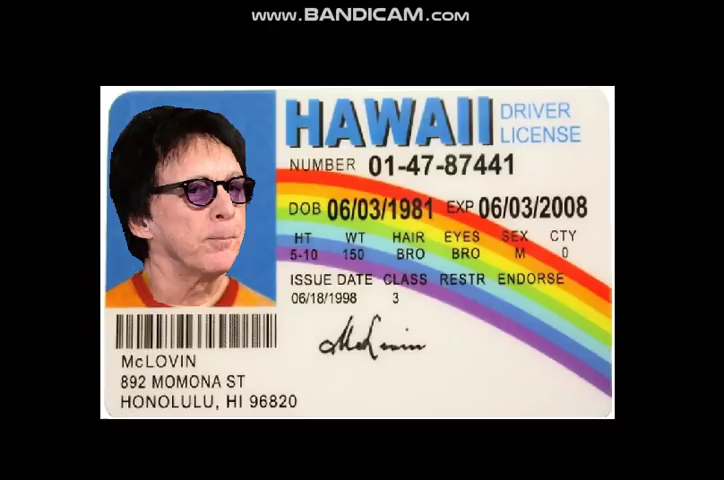 www.BANDICAM.com
HAWAII DRIVER LICENSE
NUMBER 01-47-87441
DOB 06/03/1981 EXP 06/03/2008
HT WT HAIR EYES SEX CTY
5-10 150 BRO BRO M 0
ISSUE DATE CLASS RESTR ENDORSE
06/18/1998 3
McLovin
McLOVIN
892 MOMONA ST
HONOLULU, HI 96820